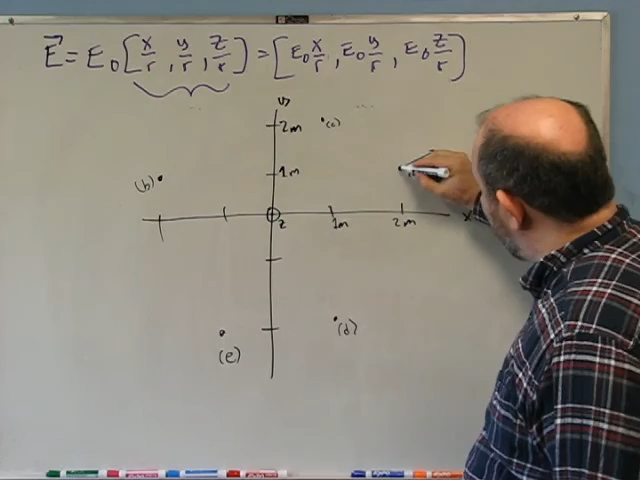 E⃗ = E₀ [x/r, y/r, z/r] = [E₀ x/r, E₀ y/r, E₀ z/r]
y
2m
(c)
1m
(b)
z
1m
2m
x
(d)
(e)